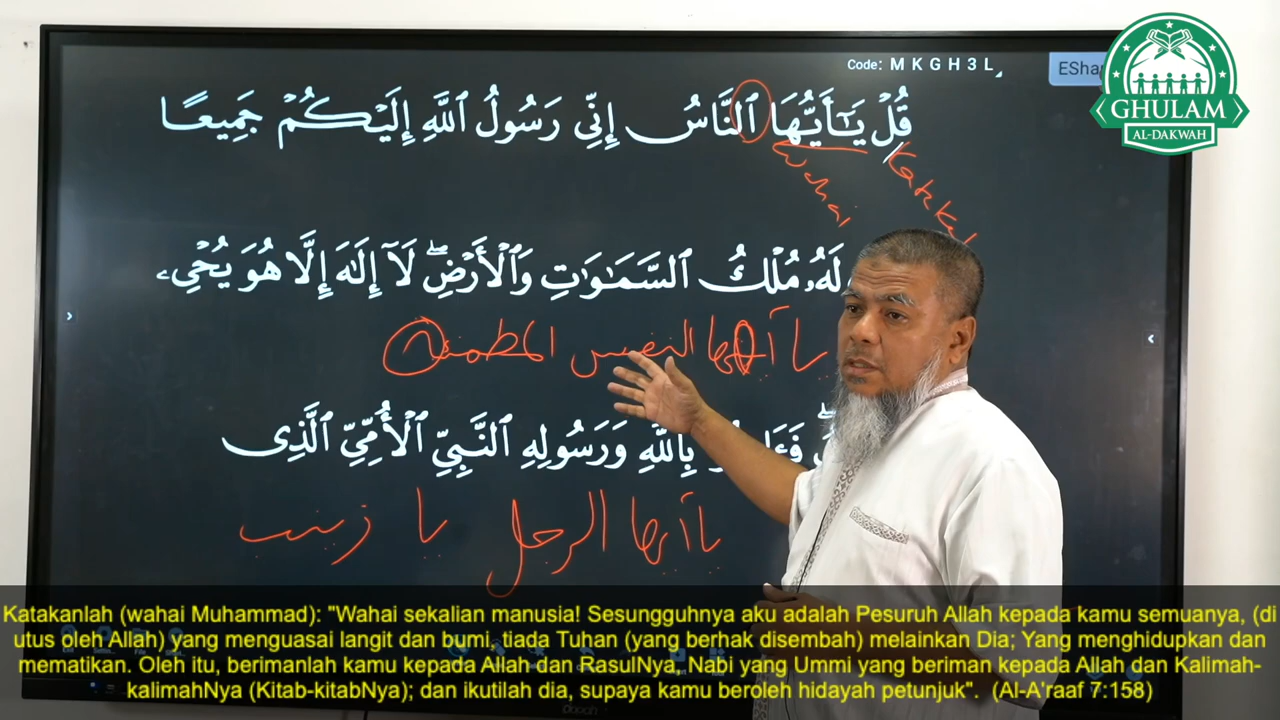 Code: M K G H 3 L
ESha
GHULAM
AL-DAKWAH
قُلْ يَـٰٓأَيُّهَا ٱلنَّاسُ إِنِّى رَسُولُ ٱللَّهِ إِلَيْكُمْ جَمِيعًا
wahai
katakal
لَهُۥ مُلْكُ ٱلسَّمَـٰوَٰتِ وَٱلْأَرْضِ ۖ لَآ إِلَـٰهَ إِلَّا هُوَ يُحْىِۦ
يا أيتها النفس المطمئنة
بِٱللَّهِ وَرَسُولِهِ ٱلنَّبِىِّ ٱلْأُمِّىِّ ٱلَّذِى
يا أيها الرجل يا زينب
Katakanlah (wahai Muhammad): "Wahai sekalian manusia! Sesungguhnya aku adalah Pesuruh Allah kepada kamu semuanya, (di
utus oleh Allah) yang menguasai langit dan bumi, tiada Tuhan (yang berhak disembah) melainkan Dia; Yang menghidupkan dan
mematikan. Oleh itu, berimanlah kamu kepada Allah dan RasulNya, Nabi yang Ummi yang beriman kepada Allah dan Kalimah-
kalimahNya (Kitab-kitabNya); dan ikutilah dia, supaya kamu beroleh hidayah petunjuk". (Al-A'raaf 7:158)